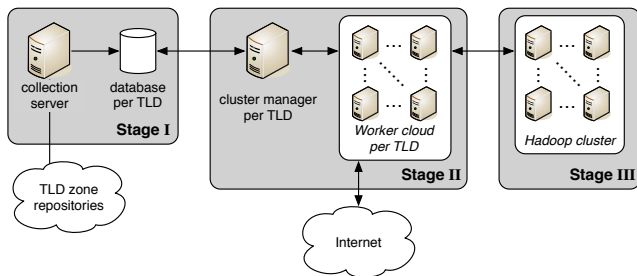 collection
server
database
per TLD
Stage I
TLD zone
repositories
cluster manager
per TLD
Worker cloud
per TLD
Stage II
Internet
Hadoop cluster
Stage III